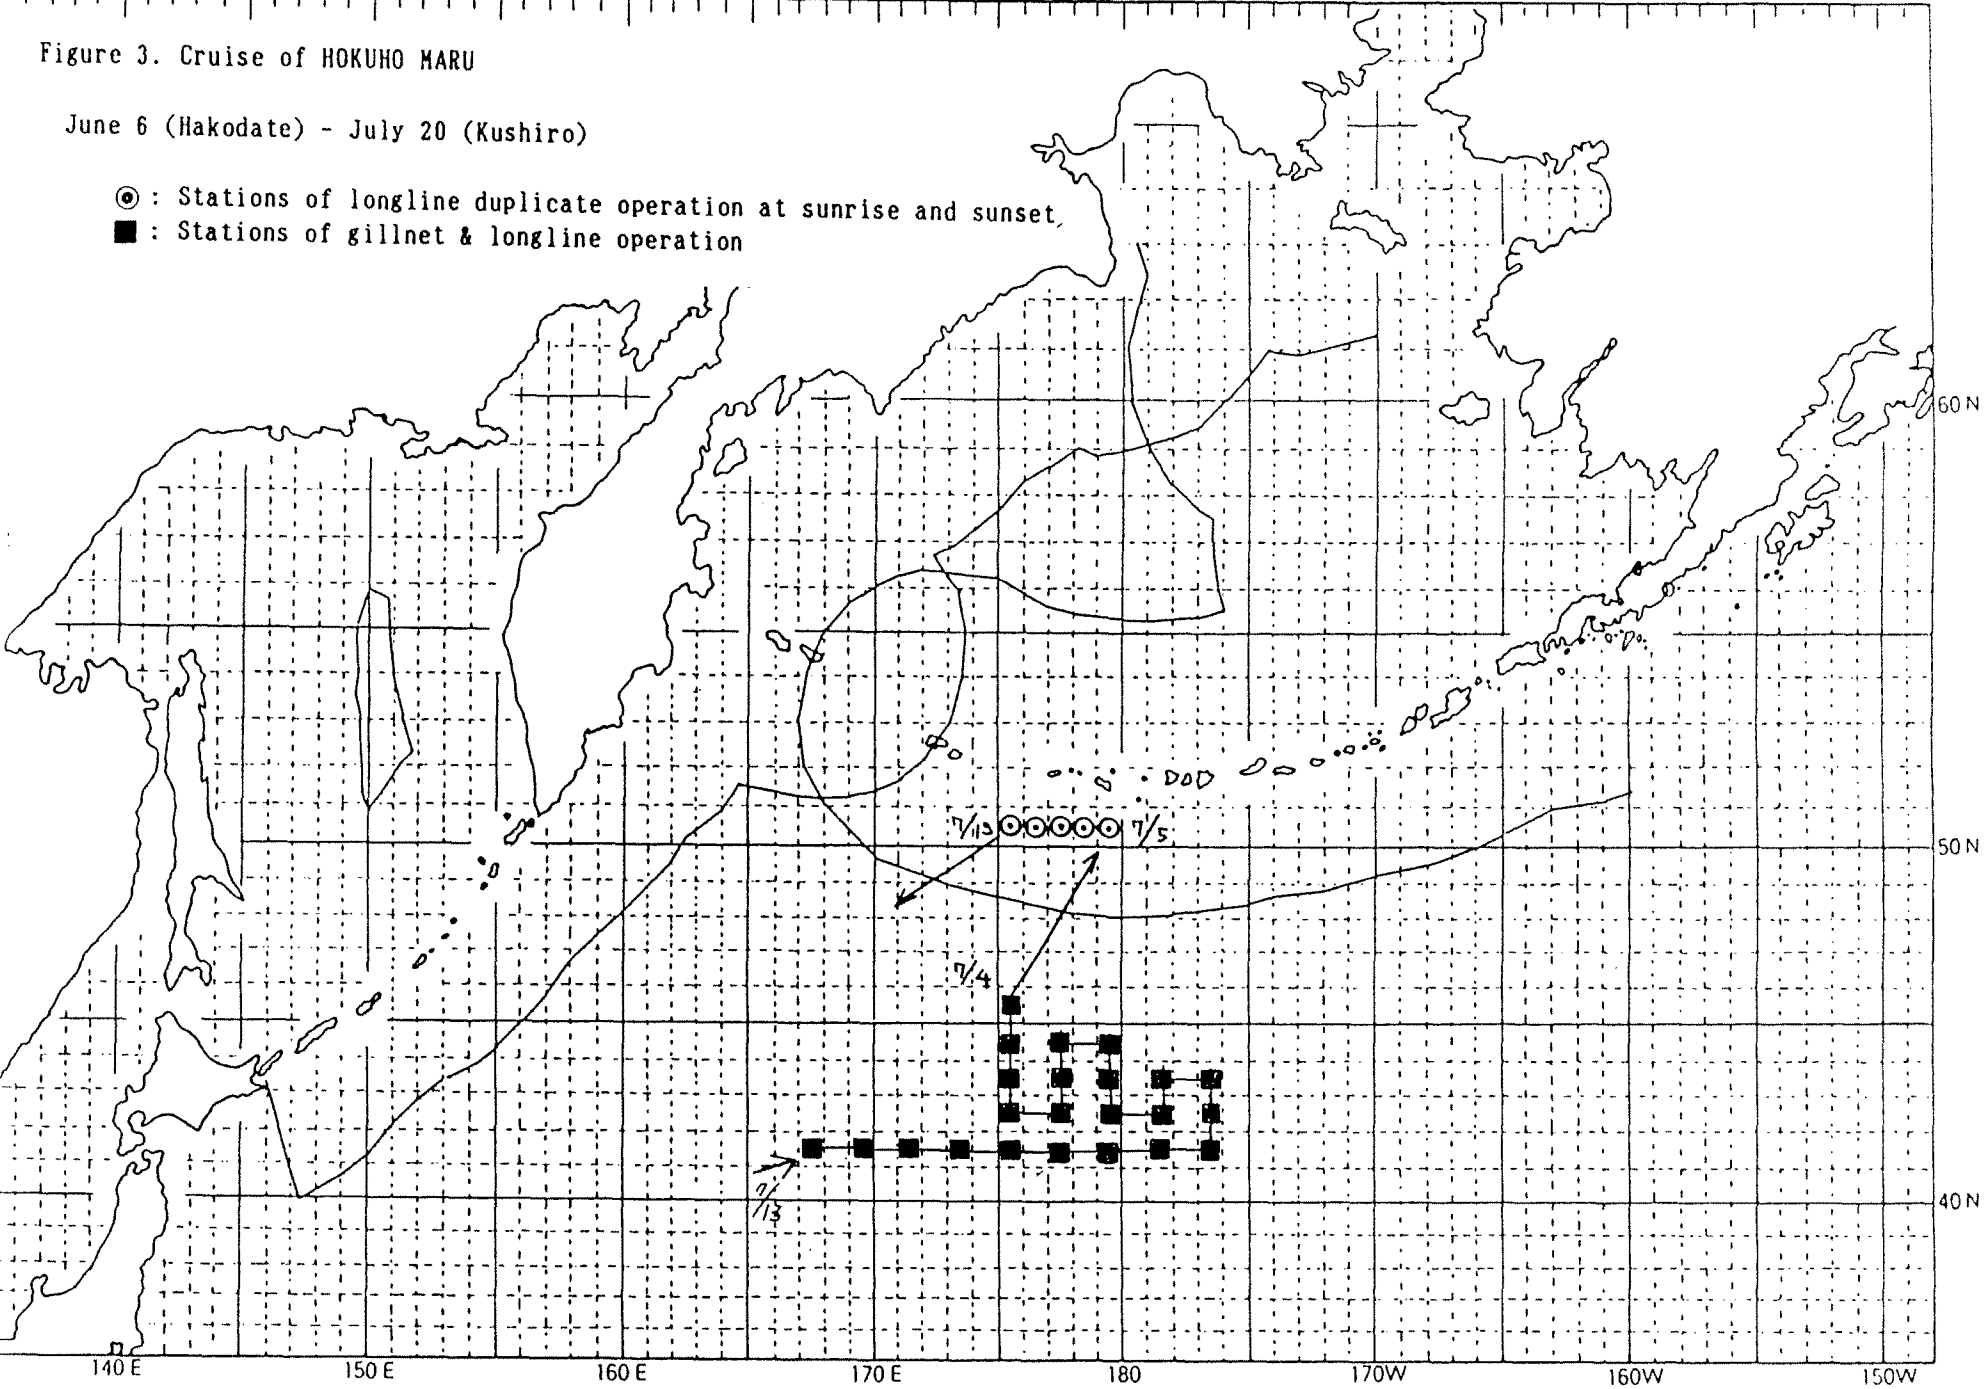 Figure 3. Cruise of HOKUHO MARU
June 6 (Hakodate) - July 20 (Kushiro)
: Stations of longline duplicate operation at sunrise and sunset
: Stations of gillnet & longline operation
60 N
7/13 7/5
50 N
7/4
7/13
40 N
140 E 150 E 160 E 170 E 180 170W 160W 150W